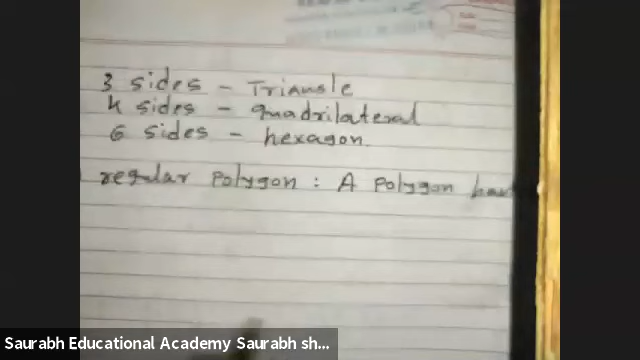 3 sides - Triangle
4 sides - quadrilateral
6 sides - hexagon
regular polygon : A polygon
Saurabh Educational Academy Saurabh sh...